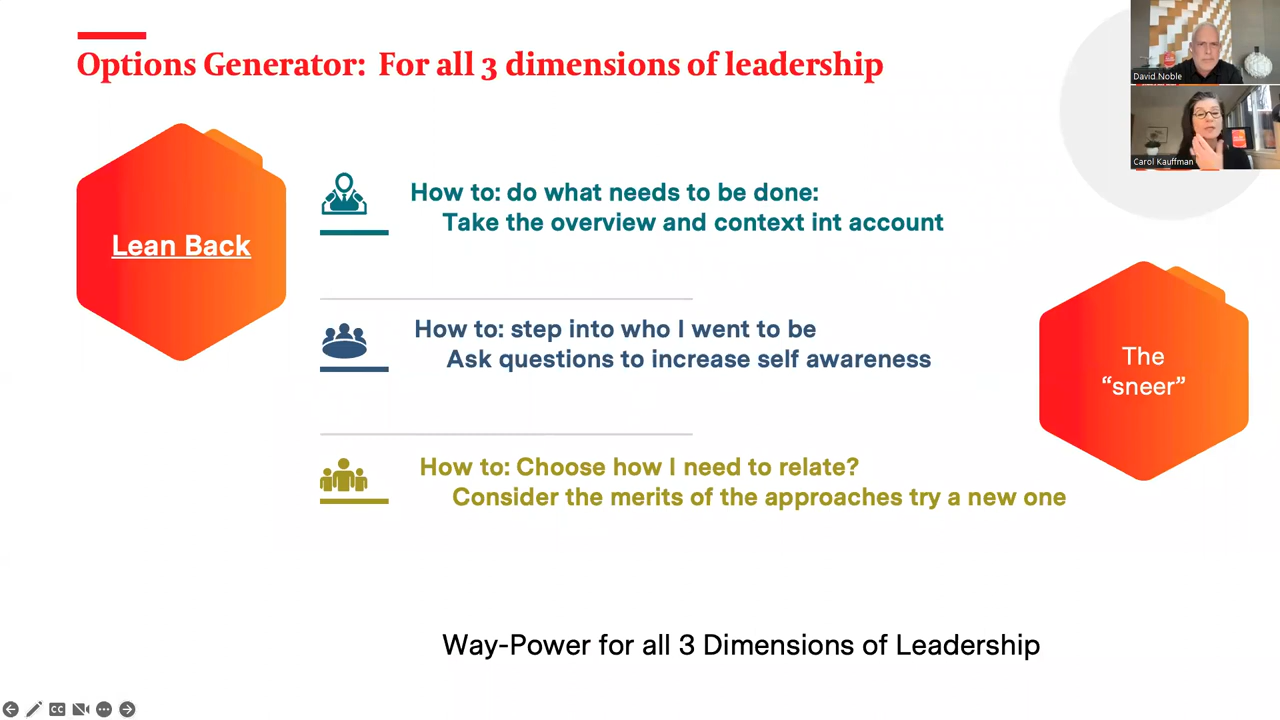 Options Generator: For all 3 dimensions of leadership
David Noble
Carol Kauffman
Lean Back
How to: do what needs to be done:
Take the overview and context int account
How to: step into who I went to be
Ask questions to increase self awareness
The
“sneer”
How to: Choose how I need to relate?
Consider the merits of the approaches try a new one
Way-Power for all 3 Dimensions of Leadership
CC